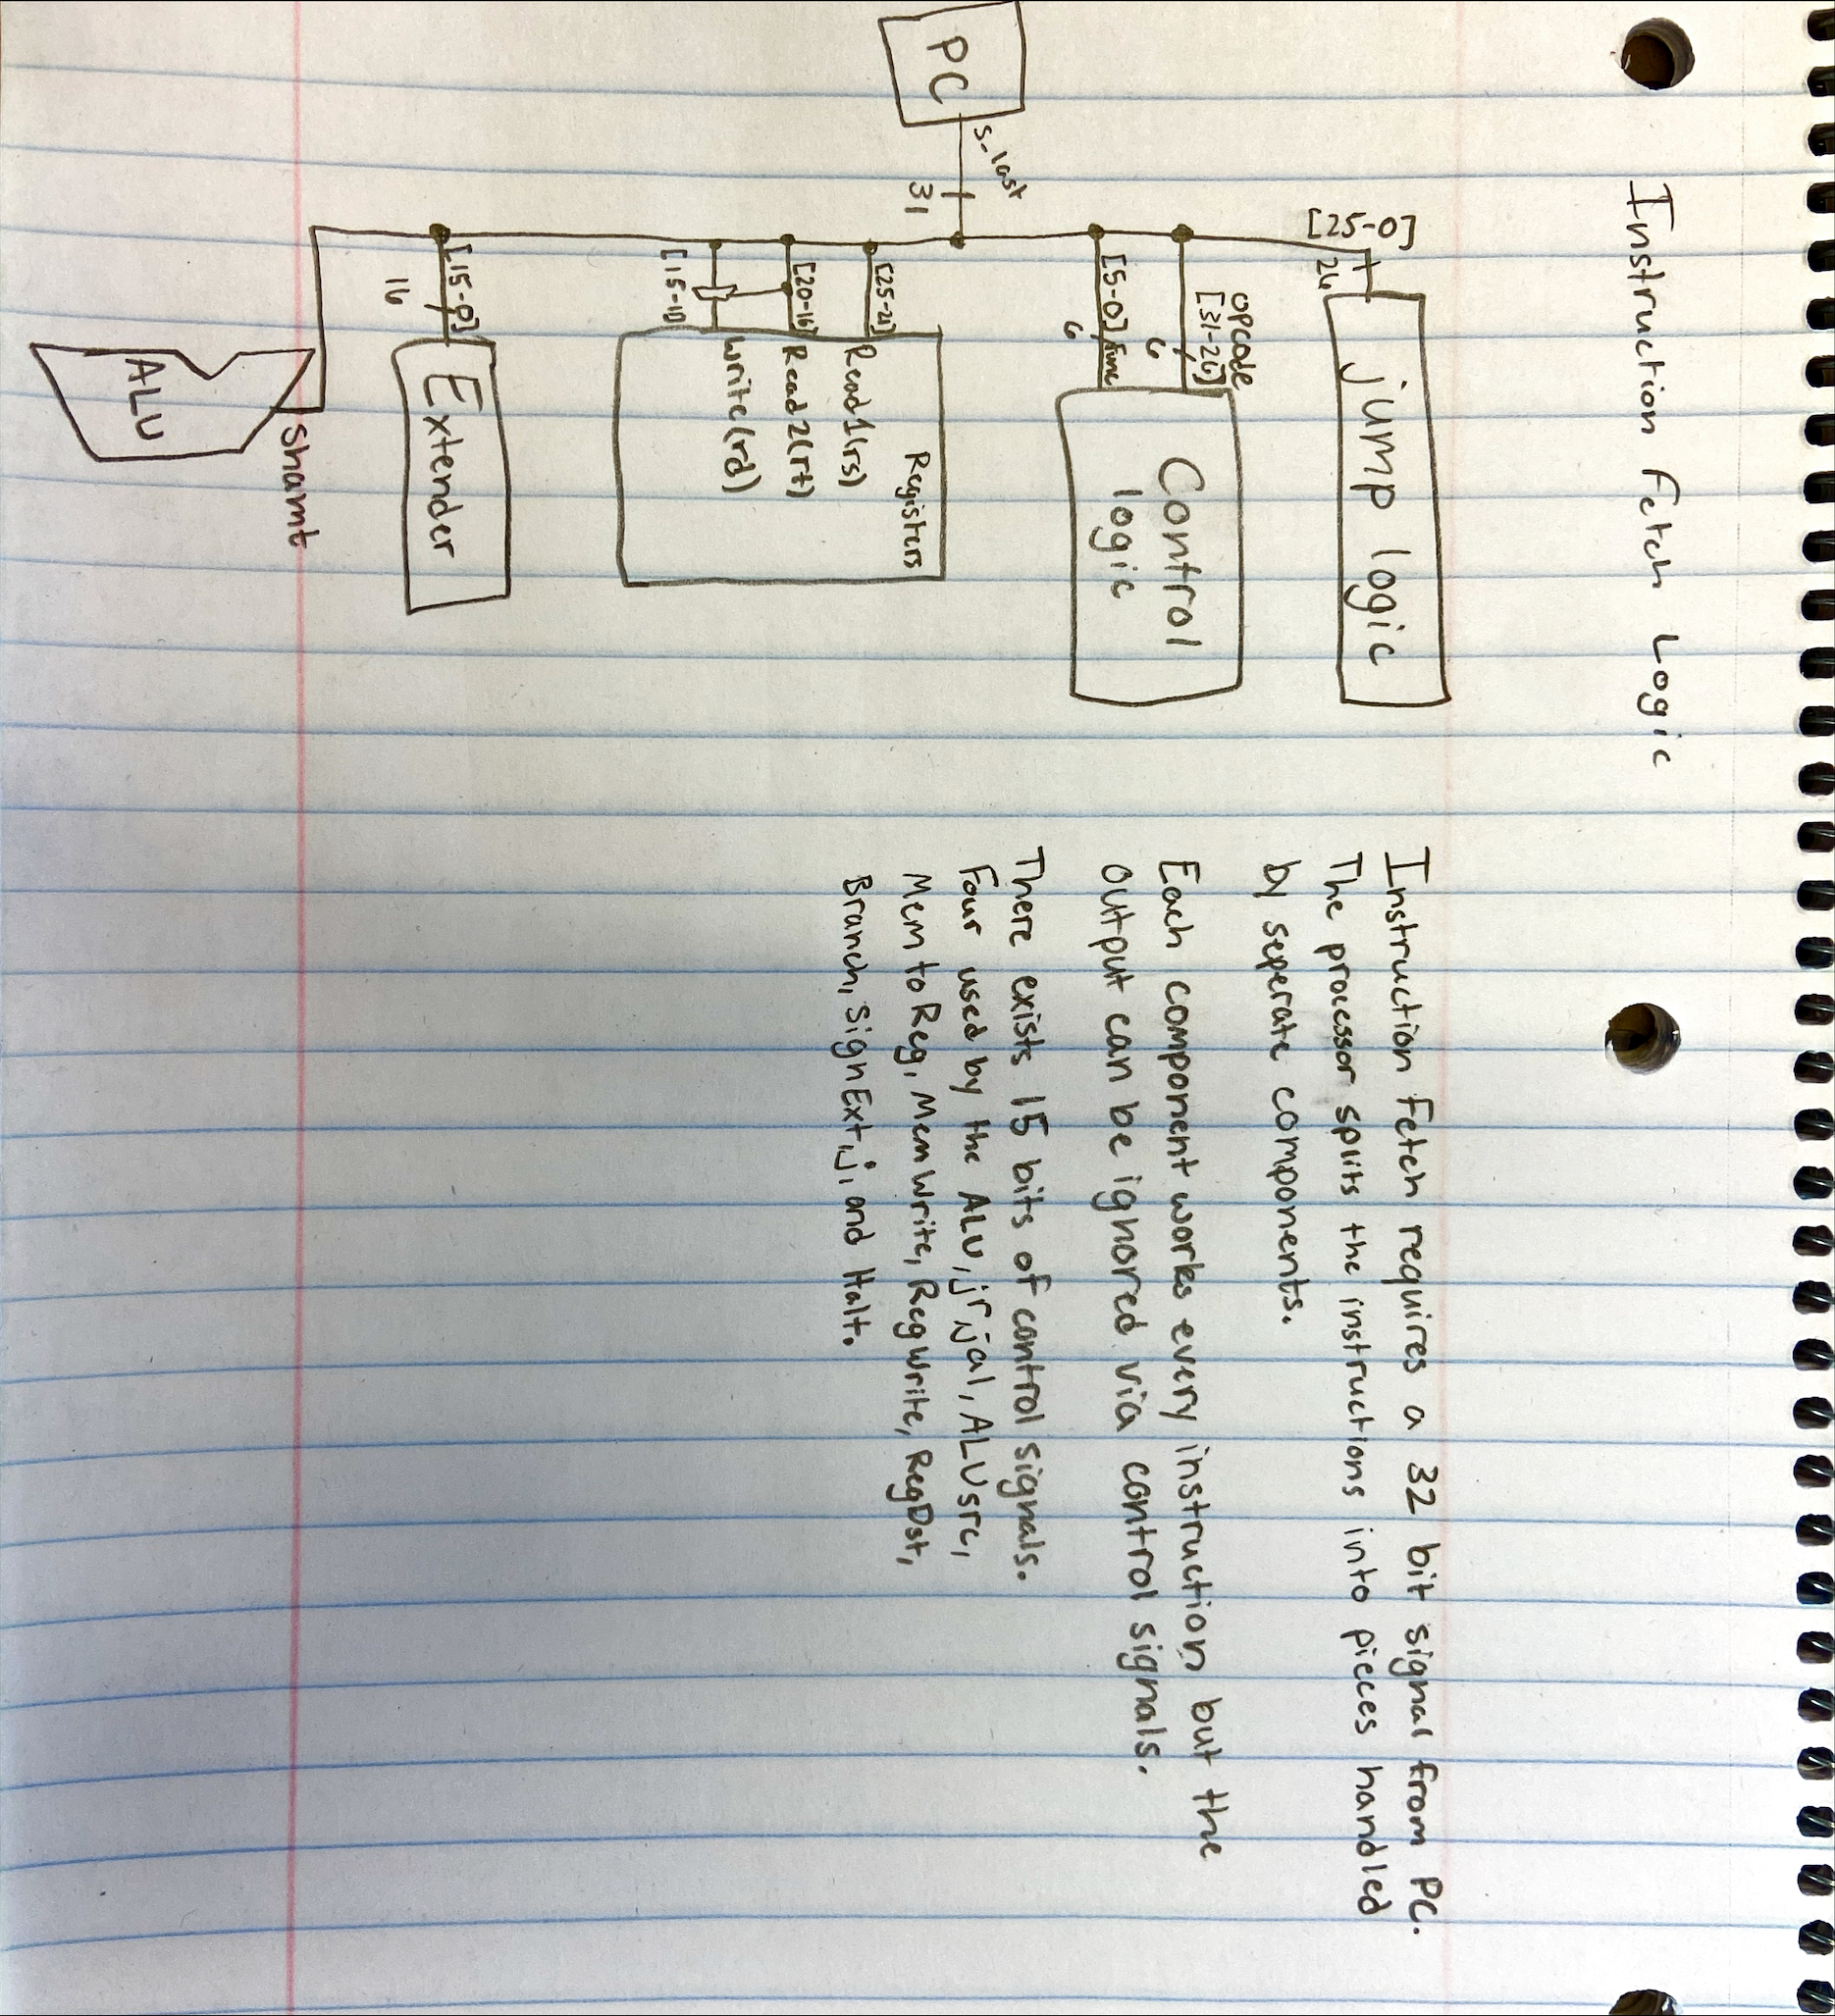 Instruction Fetch Logic
[25-0]
26
jump logic
opcode
[31-26]
6
Control
logic
[5-0] func
6
PC
s_last
31
Registers
[25-21]
Read1(rs)
[20-16]
Read2(rt)
[15-11]
write(rd)
[15-0]
16
Extender
shamt
ALU
Instruction Fetch requires a 32 bit signal from PC.
The processor splits the instructions into pieces handled
by seperate components.
Each component works every instruction but the
output can be ignored via control signals.
There exists 15 bits of control signals.
Four used by the ALU, jr, jal, ALUsrc,
Mem to Reg, Mem Write, Reg Write, RegDst,
Branch, SignExt, j, and Halt.